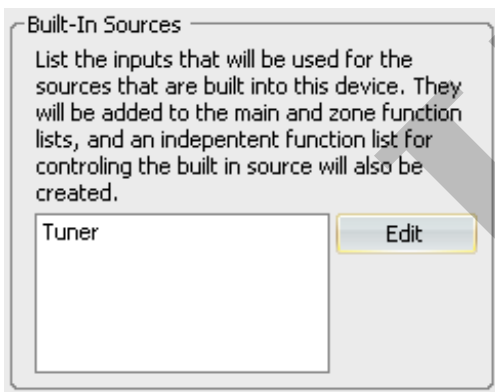 Built-In Sources
List the inputs that will be used for the
sources that are built into this device. They
will be added to the main and zone function
lists, and an indepentent function list for
controling the built in source will also be
created.
Tuner
Edit